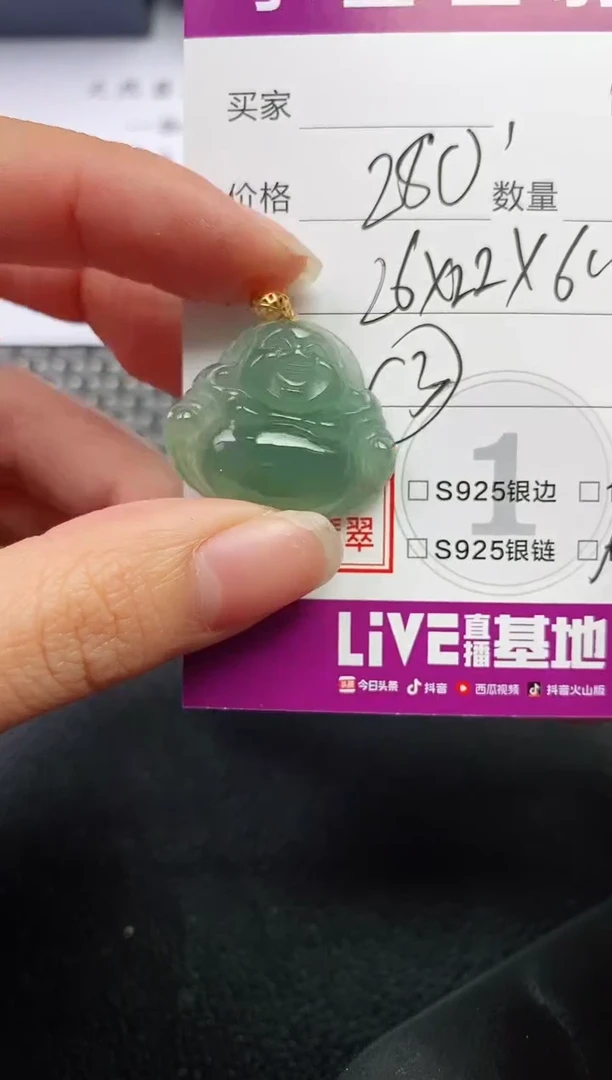 买家
价格 280 数量
26X22X6
③
1
翠
S925银边
S925银链
LiVE直播基地
今日头条 抖音 西瓜视频 抖音火山版